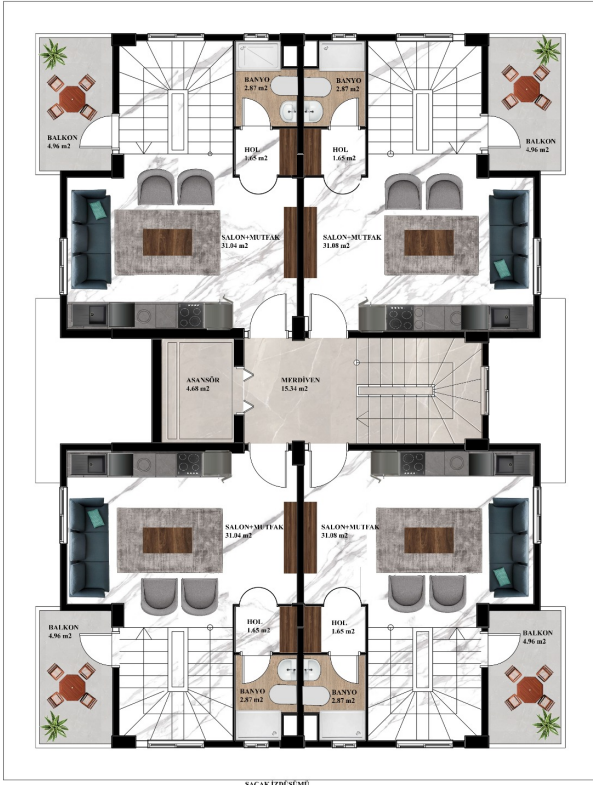 BANYO
2.87 m2
BANYO
2.87 m2
BALKON
4.96 m2
HOL
1.65 m2
HOL
1.65 m2
BALKON
4.96 m2
SALON+MUTFAK
31.04 m2
SALON+MUTFAK
31.08 m2
ASANSÖR
4.68 m2
MERDİVEN
15.34 m2
SALON+MUTFAK
31.04 m2
SALON+MUTFAK
31.08 m2
BALKON
4.96 m2
HOL
1.65 m2
HOL
1.65 m2
BALKON
4.96 m2
BANYO
2.87 m2
BANYO
2.87 m2
SAÇAK İZDÜŞÜMÜ